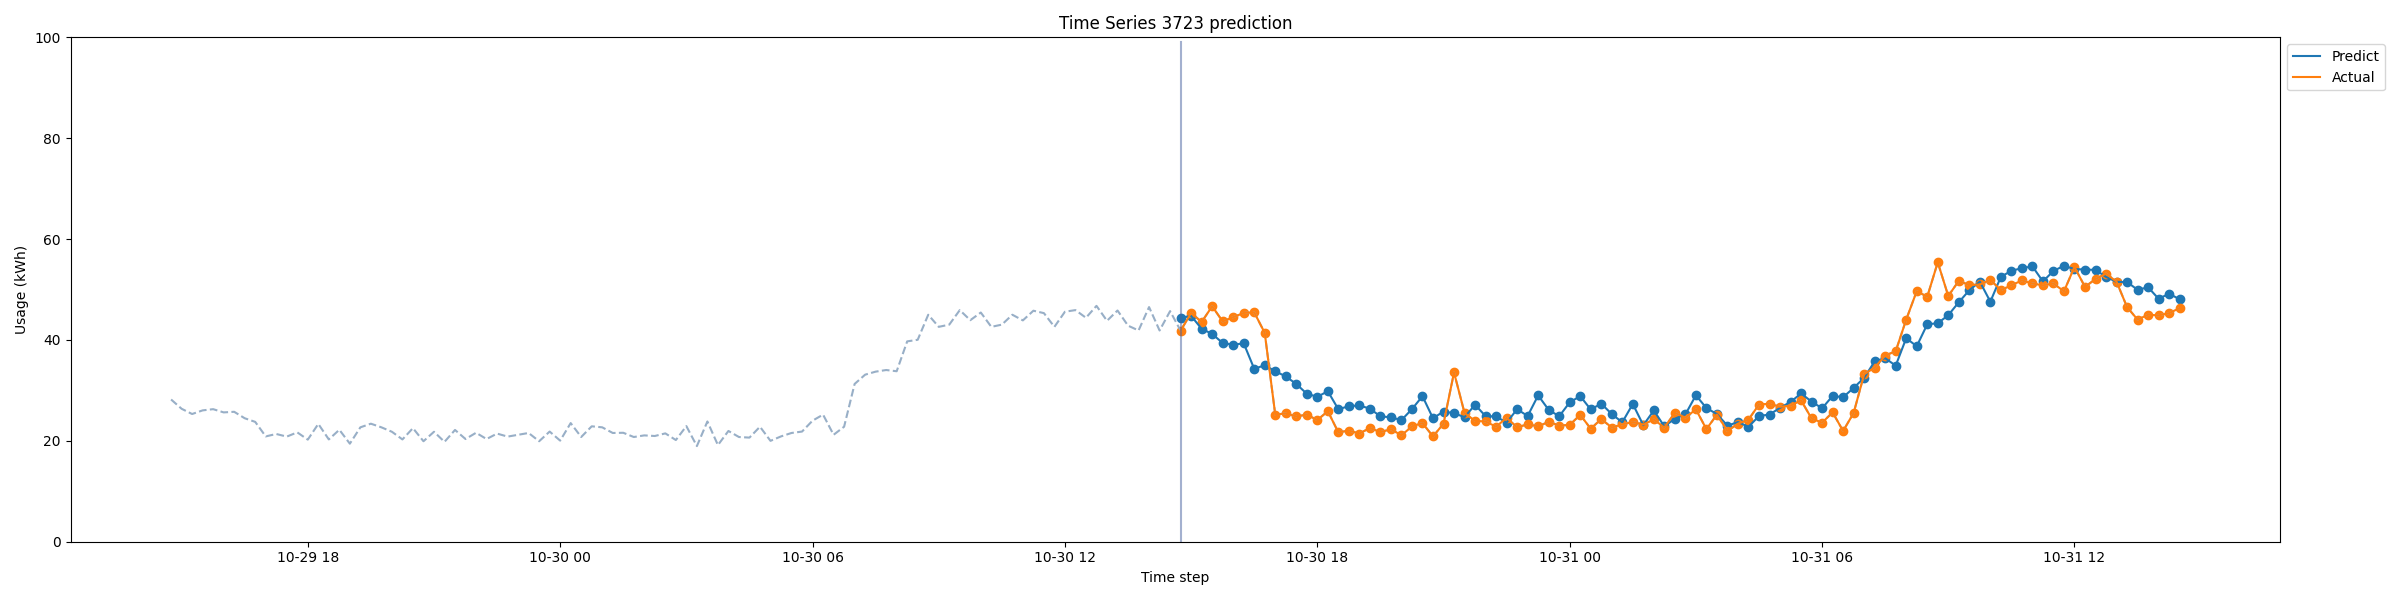 Time Series 3723 prediction
100
80
60
40
20
0
Usage (kWh)
10-29 18
10-30 00
10-30 06
10-30 12
10-30 18
10-31 00
10-31 06
10-31 12
Time step
Predict
Actual